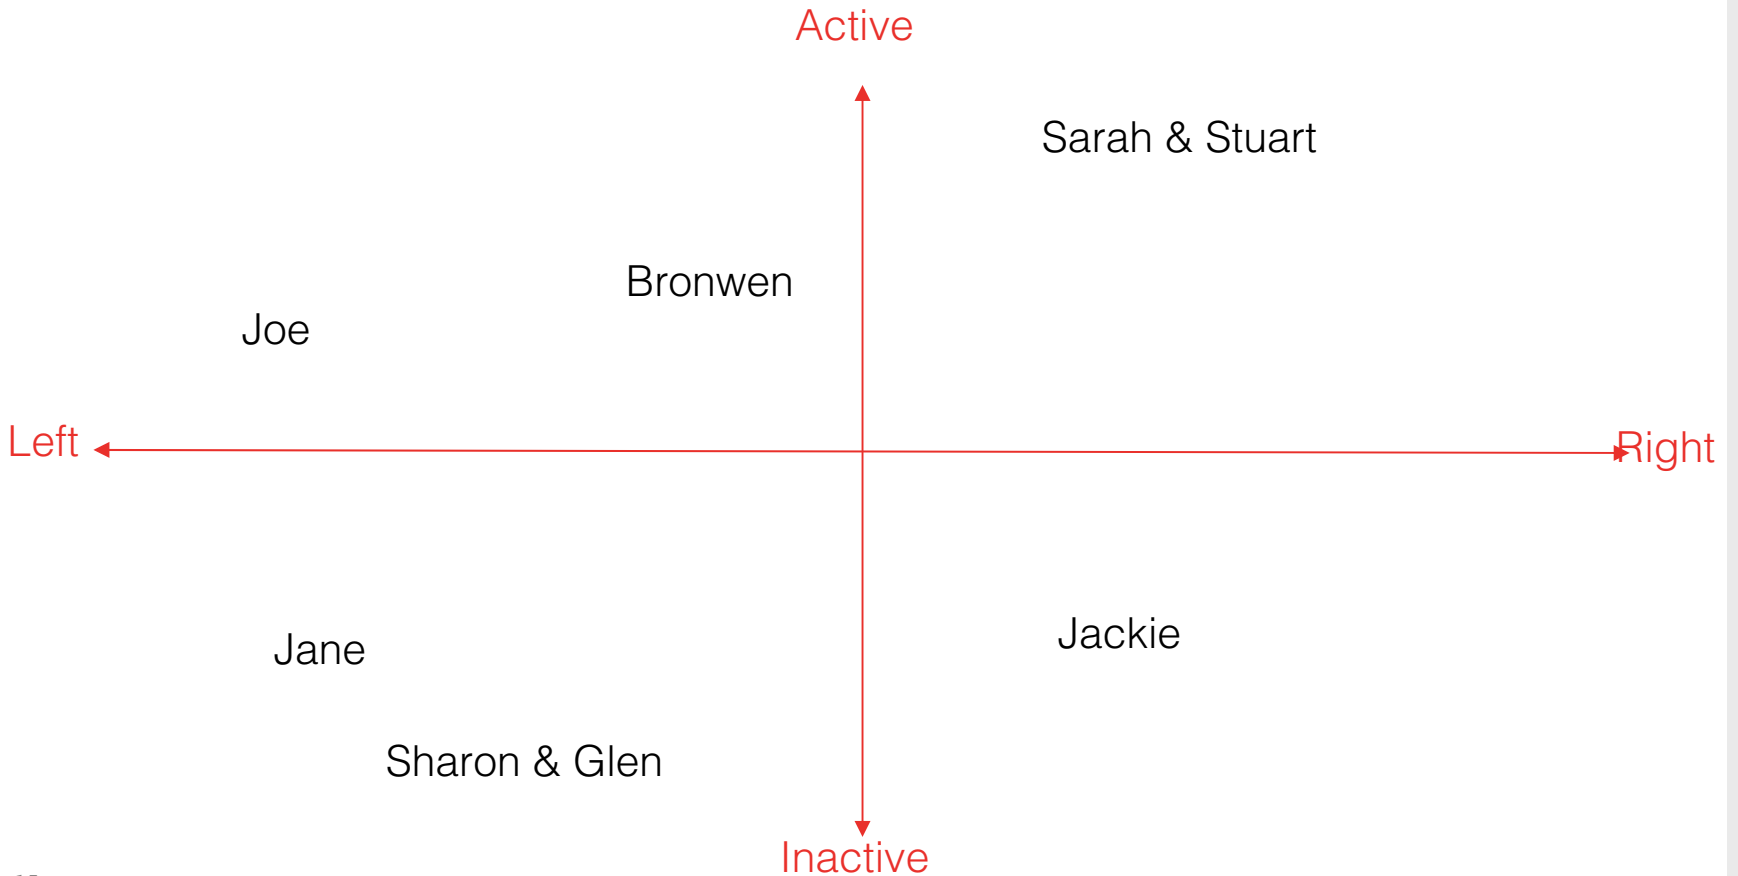 Active
Sarah & Stuart
Bronwen
Joe
Left
Right
Jackie
Jane
Sharon & Glen
Inactive